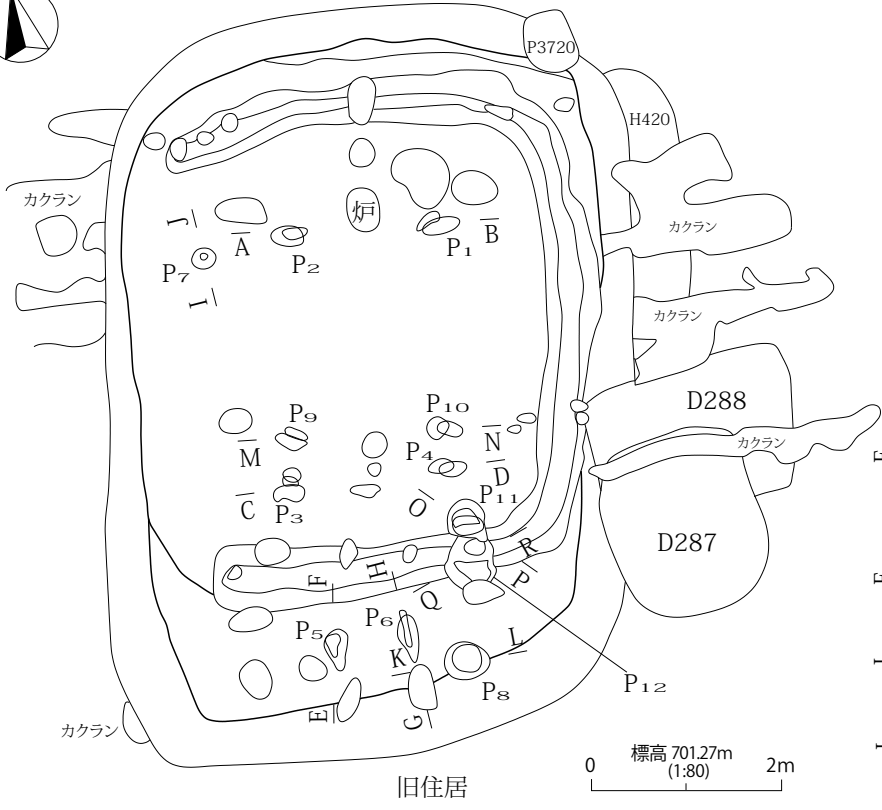 P3720
H420
カクラン
カクラン
炉
J
A
B
P₁
P₂
P₇
I
カクラン
D288
カクラン
P₉
P₁₀
M
N
P₄
D
C
P₃
O
P₁₁
D287
F
H
R
P
Q
P₅
P₆
K
L
P₈
P₁₂
E
G
カクラン
標高 701.27m
0 (1:80) 2m
旧住居